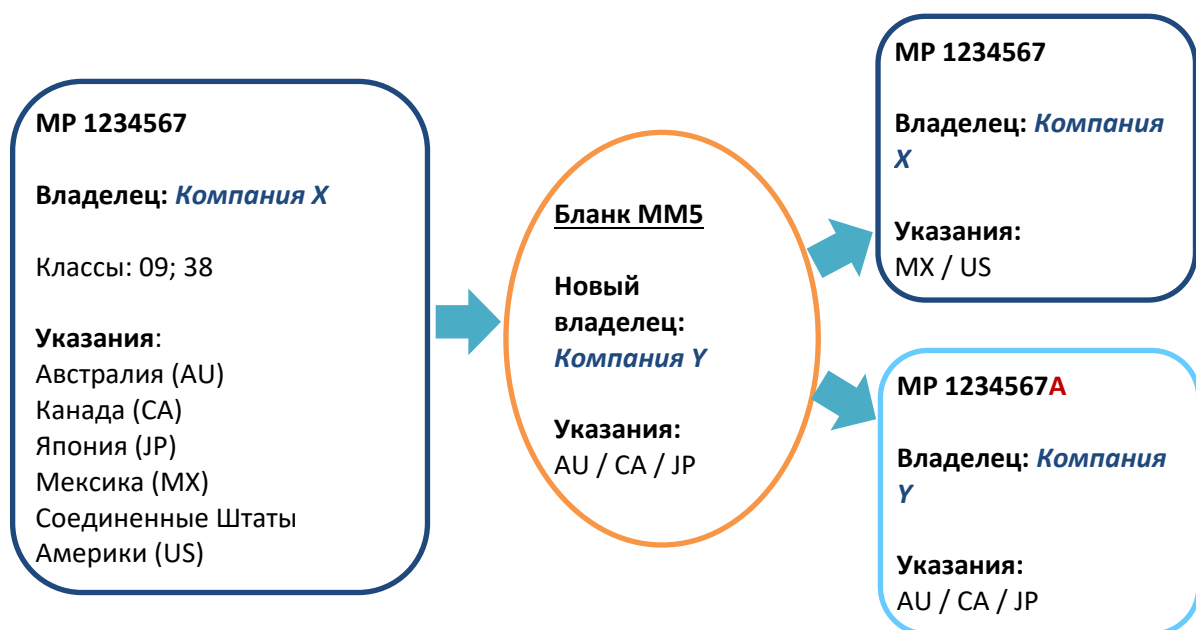 МР 1234567
Владелец: Компания X
Классы: 09; 38
Указания:
Австралия (AU)
Канада (CA)
Япония (JP)
Мексика (MX)
Соединенные Штаты
Америки (US)
Бланк ММ5
Новый
владелец:
Компания Y
Указания:
AU / CA / JP
МР 1234567
Владелец: Компания
X
Указания:
MX / US
МР 1234567A
Владелец: Компания
Y
Указания:
AU / CA / JP